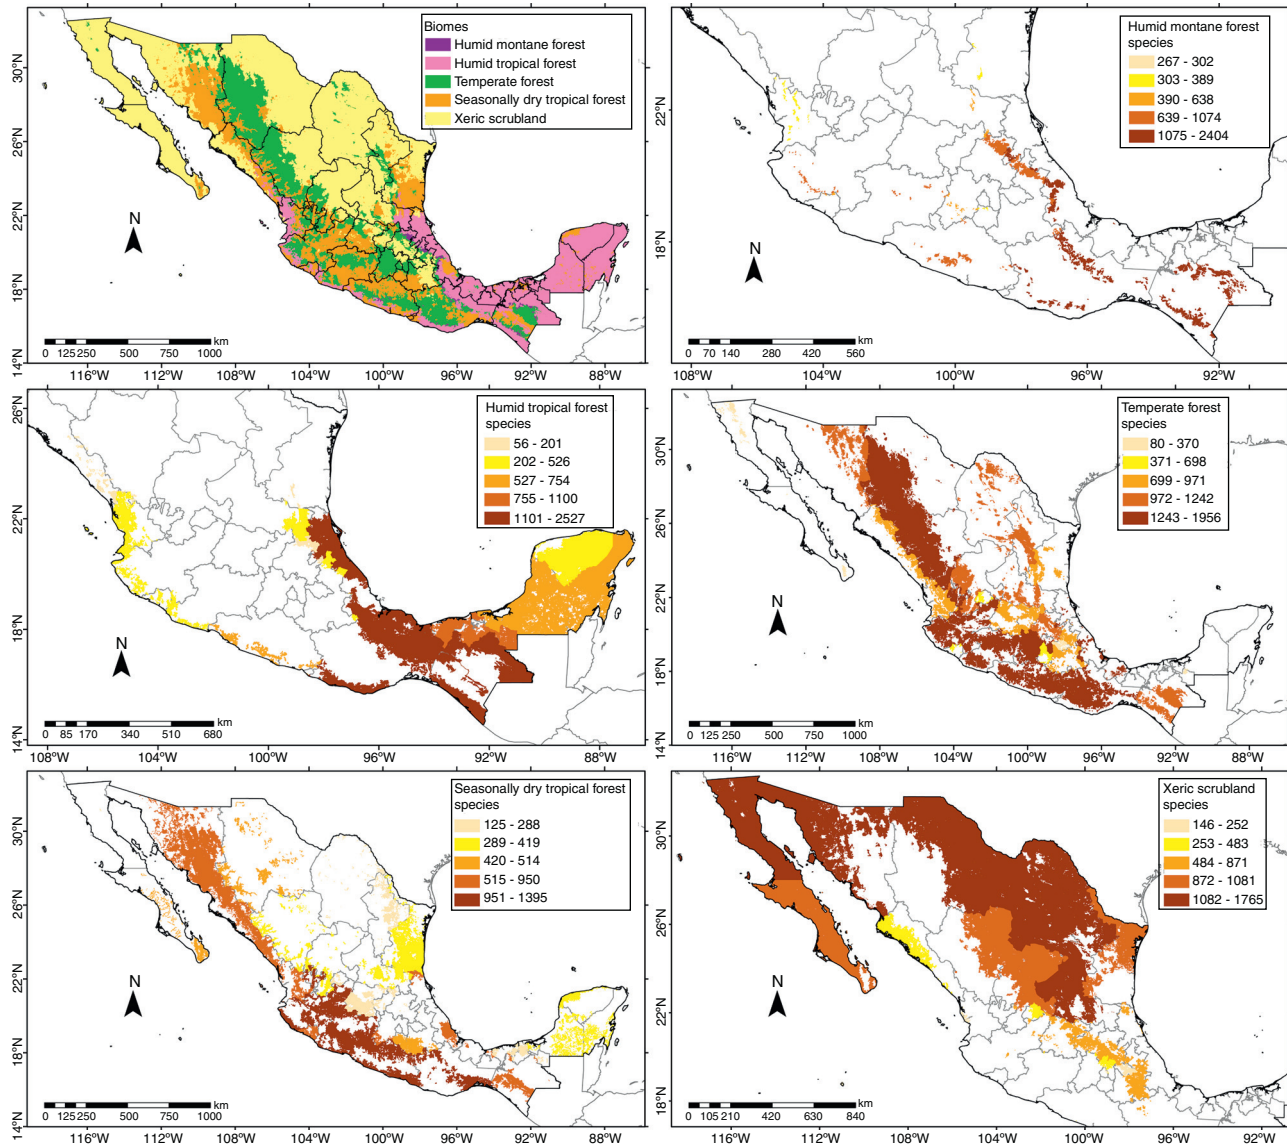 Biomes
Humid montane forest
Humid tropical forest
Temperate forest
Seasonally dry tropical forest
Xeric scrubland
30°N
26°N
22°N
18°N
14°N
N
km
0 125 250 500 750 1000
116°W 112°W 108°W 104°W 100°W 96°W 92°W 88°W
Humid montane forest
species
267 - 302
303 - 389
390 - 638
639 - 1074
1075 - 2404
22°N
18°N
N
km
0 70 140 280 420 560
108°W 104°W 100°W 96°W 92°W
Humid tropical forest
species
56 - 201
202 - 526
527 - 754
755 - 1100
1101 - 2527
26°N
22°N
18°N
14°N
N
km
0 85 170 340 510 680
108°W 104°W 100°W 96°W 92°W 88°W
Temperate forest
species
80 - 370
371 - 698
699 - 971
972 - 1242
1243 - 1956
30°N
26°N
22°N
18°N
14°N
N
km
0 125 250 500 750 1000
116°W 112°W 108°W 104°W 100°W 96°W 92°W 88°W
Seasonally dry tropical forest
species
125 - 288
289 - 419
420 - 514
515 - 950
951 - 1395
30°N
26°N
22°N
18°N
14°N
N
km
0 125 250 500 750 1000
116°W 112°W 108°W 104°W 100°W 96°W 92°W 88°W
Xeric scrubland
species
146 - 252
253 - 483
484 - 871
872 - 1081
1082 - 1765
30°N
26°N
22°N
18°N
N
km
0 105 210 420 630 840
116°W 112°W 108°W 104°W 100°W 96°W 92°W